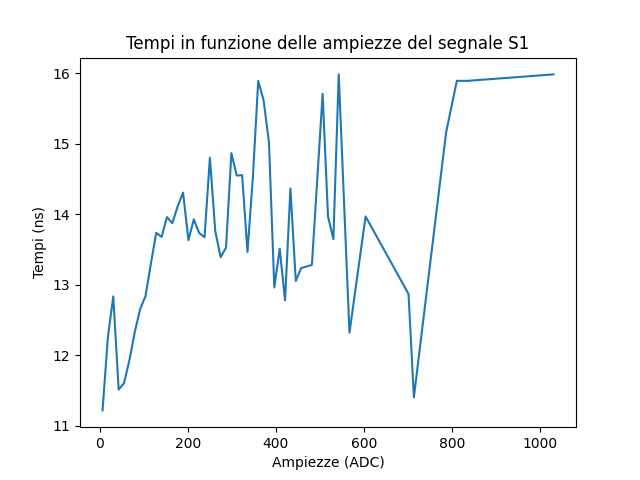 Tempi in funzione delle ampiezze del segnale S1
16
15
14
13
12
11
Tempi (ns)
0 200 400 600 800 1000
Ampiezze (ADC)